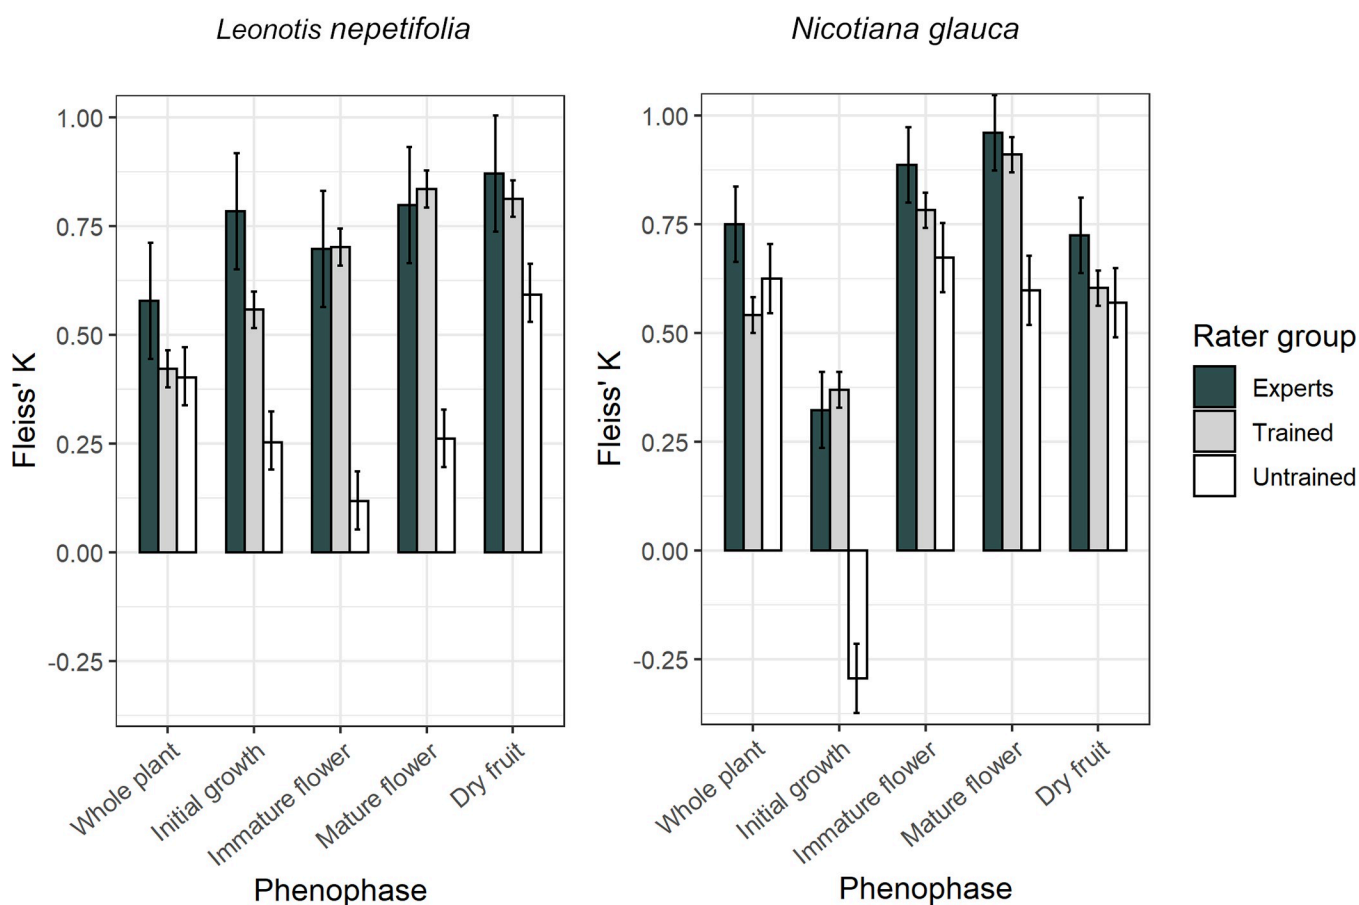 Leonotis nepetifolia
Fleiss' K
1.00
0.75
0.50
0.25
0.00
-0.25
Whole plant
Initial growth
Immature flower
Mature flower
Dry fruit
Phenophase
Nicotiana glauca
Fleiss' K
1.00
0.75
0.50
0.25
0.00
-0.25
Whole plant
Initial growth
Immature flower
Mature flower
Dry fruit
Phenophase
Rater group
Experts
Trained
Untrained